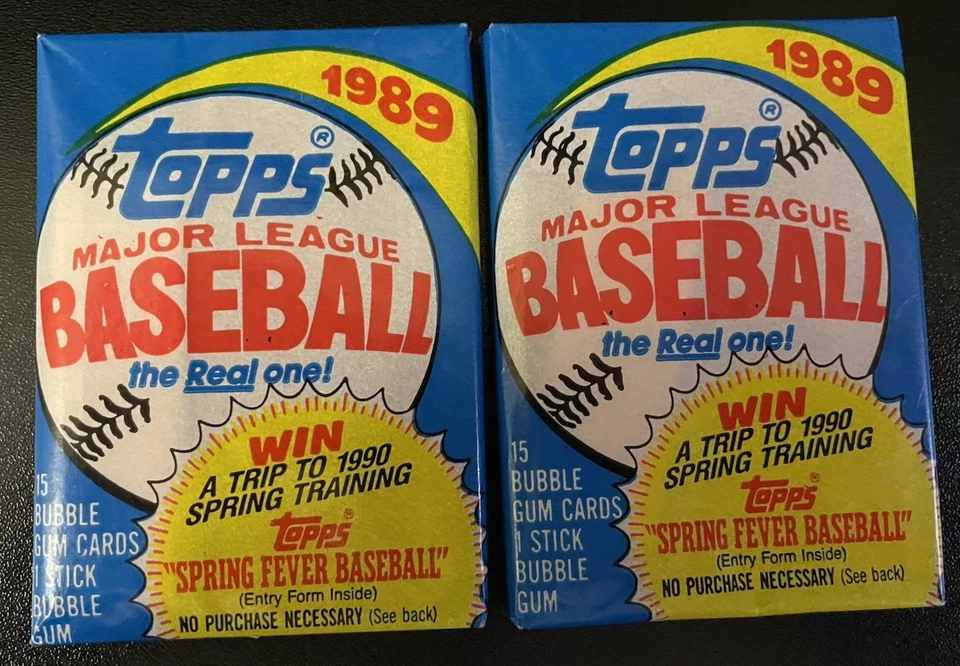 1989
Topps®
MAJOR LEAGUE
BASEBALL
the Real one!
WIN
A TRIP TO 1990
SPRING TRAINING
Topps®
"SPRING FEVER BASEBALL"
(Entry Form Inside)
NO PURCHASE NECESSARY (See back)
15
BUBBLE
GUM CARDS
1 STICK
BUBBLE
GUM
1989
Topps®
MAJOR LEAGUE
BASEBALL
the Real one!
WIN
A TRIP TO 1990
SPRING TRAINING
Topps®
"SPRING FEVER BASEBALL"
(Entry Form Inside)
NO PURCHASE NECESSARY (See back)
15
BUBBLE
GUM CARDS
1 STICK
BUBBLE
GUM